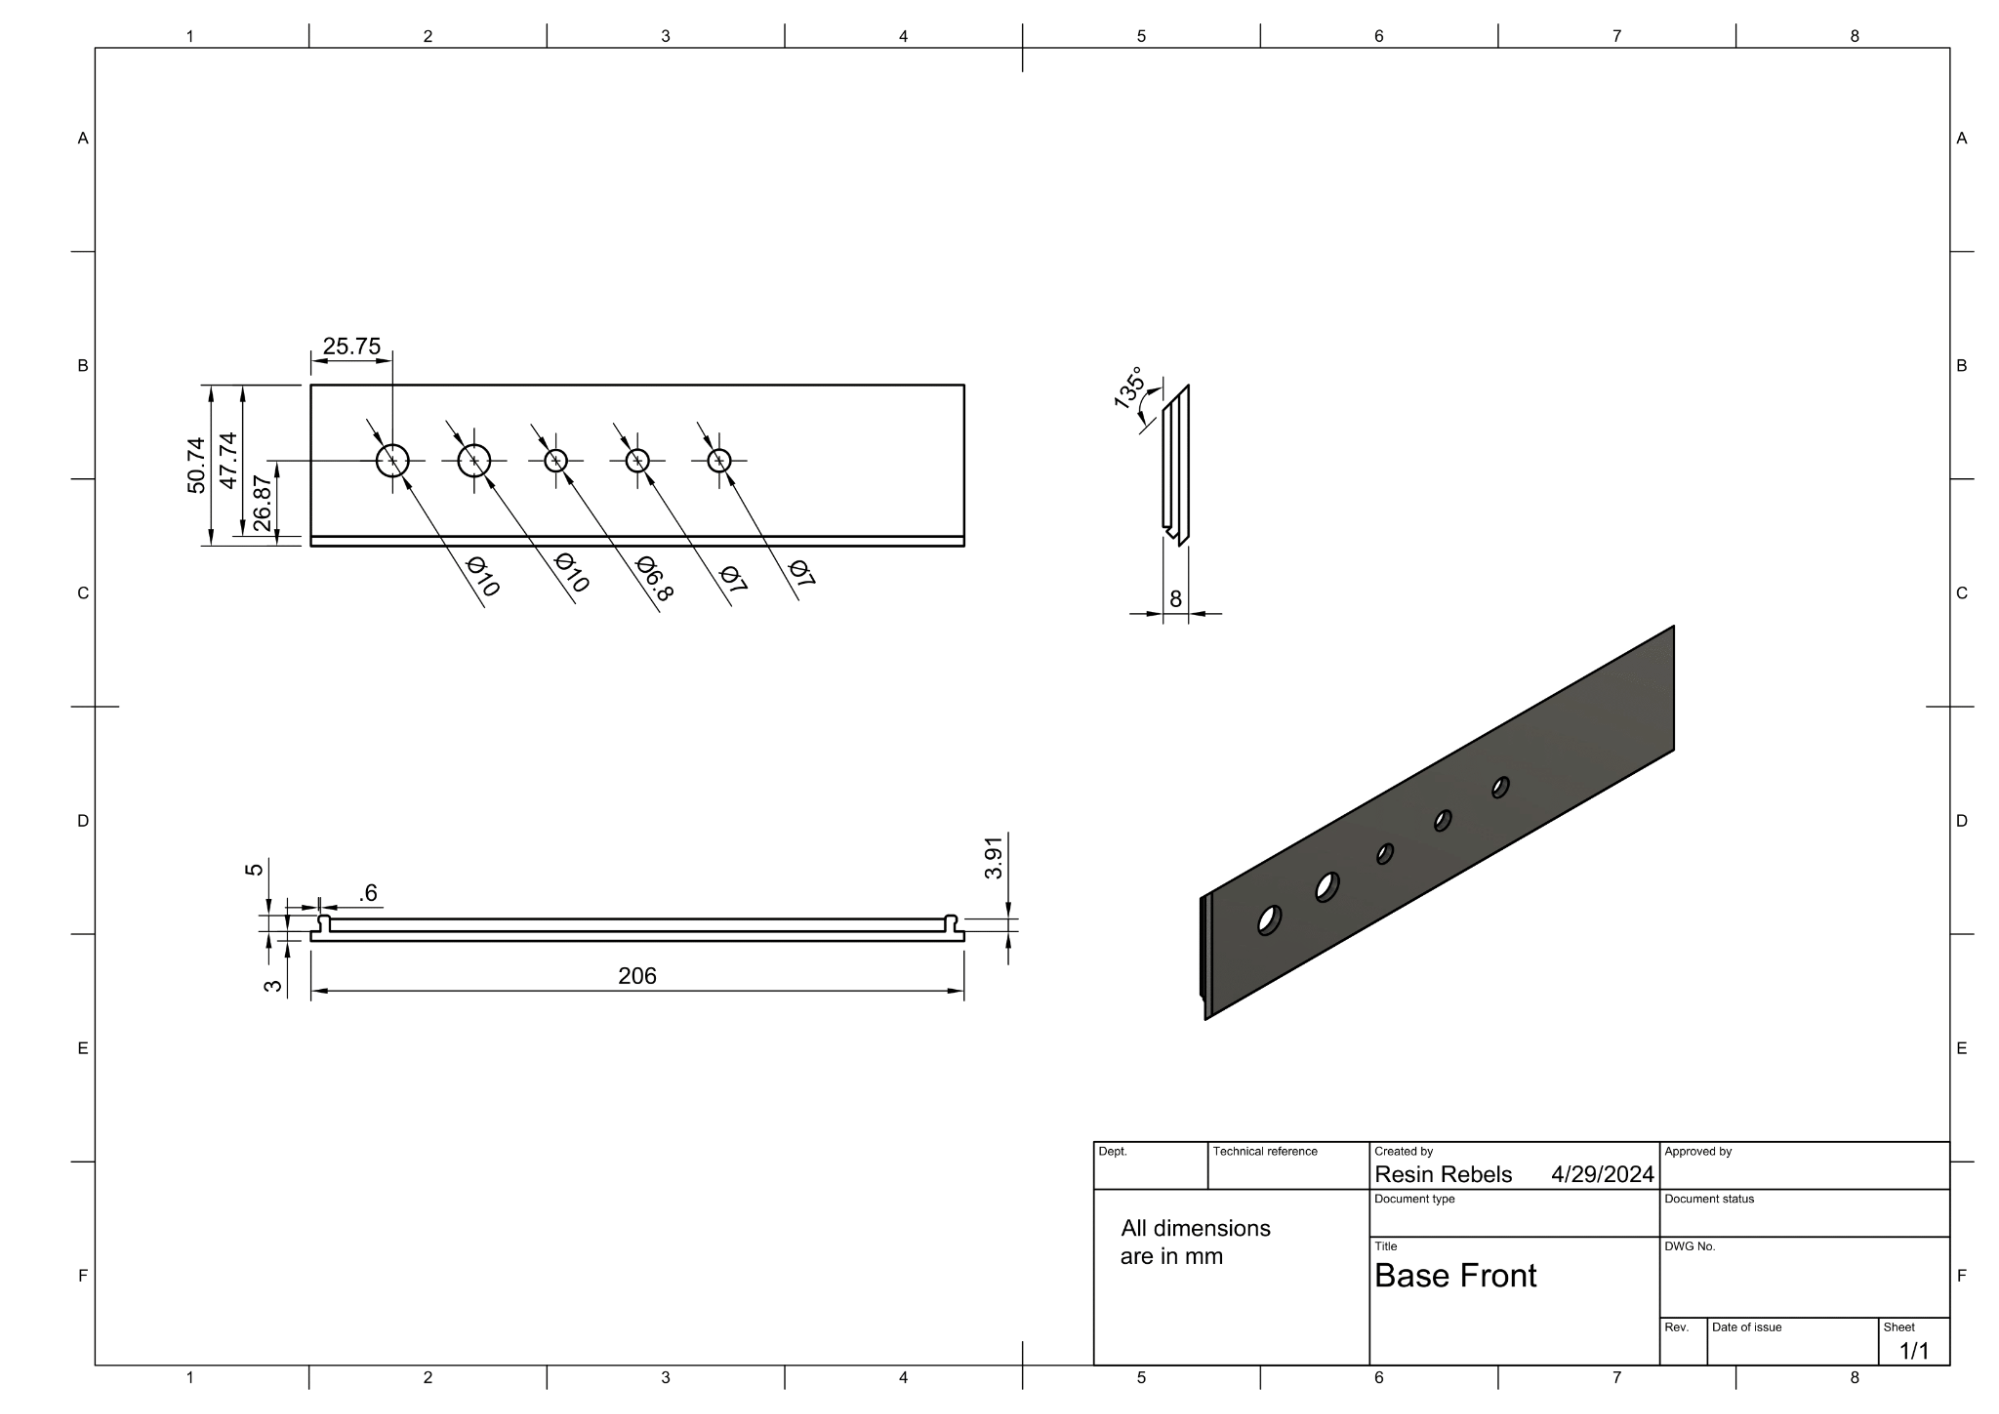 1 2 3 4 5 6 7 8
A A
25.75
B B
135°
50.74
47.74
26.87
Ø10
Ø10
Ø6.8
Ø7
Ø7
C C
8
D D
5
.6
3.91
206
3
E E
Dept.
Technical reference
Created by
Resin Rebels 4/29/2024
Approved by
Document type
Document status
All dimensions
are in mm
Title
Base Front
DWG No.
F F
Rev.
Date of issue
Sheet
1/1
1 2 3 4 5 6 7 8